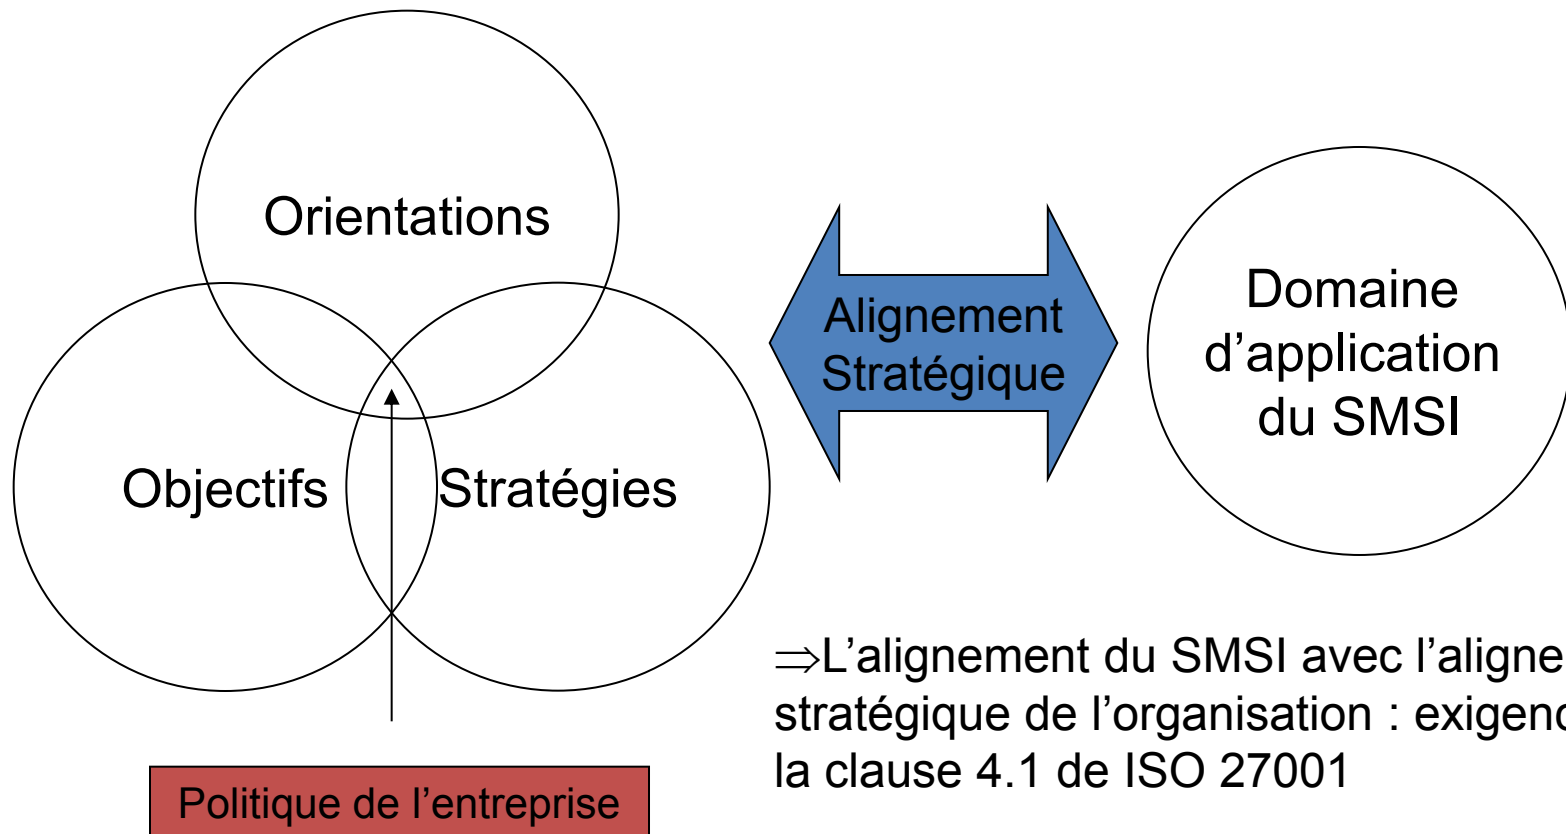 Orientations
Objectifs
Stratégies
Politique de l’entreprise
Alignement
Stratégique
Domaine
d’application
du SMSI
⇒L’alignement du SMSI avec l’aligne
stratégique de l’organisation : exigenc
la clause 4.1 de ISO 27001